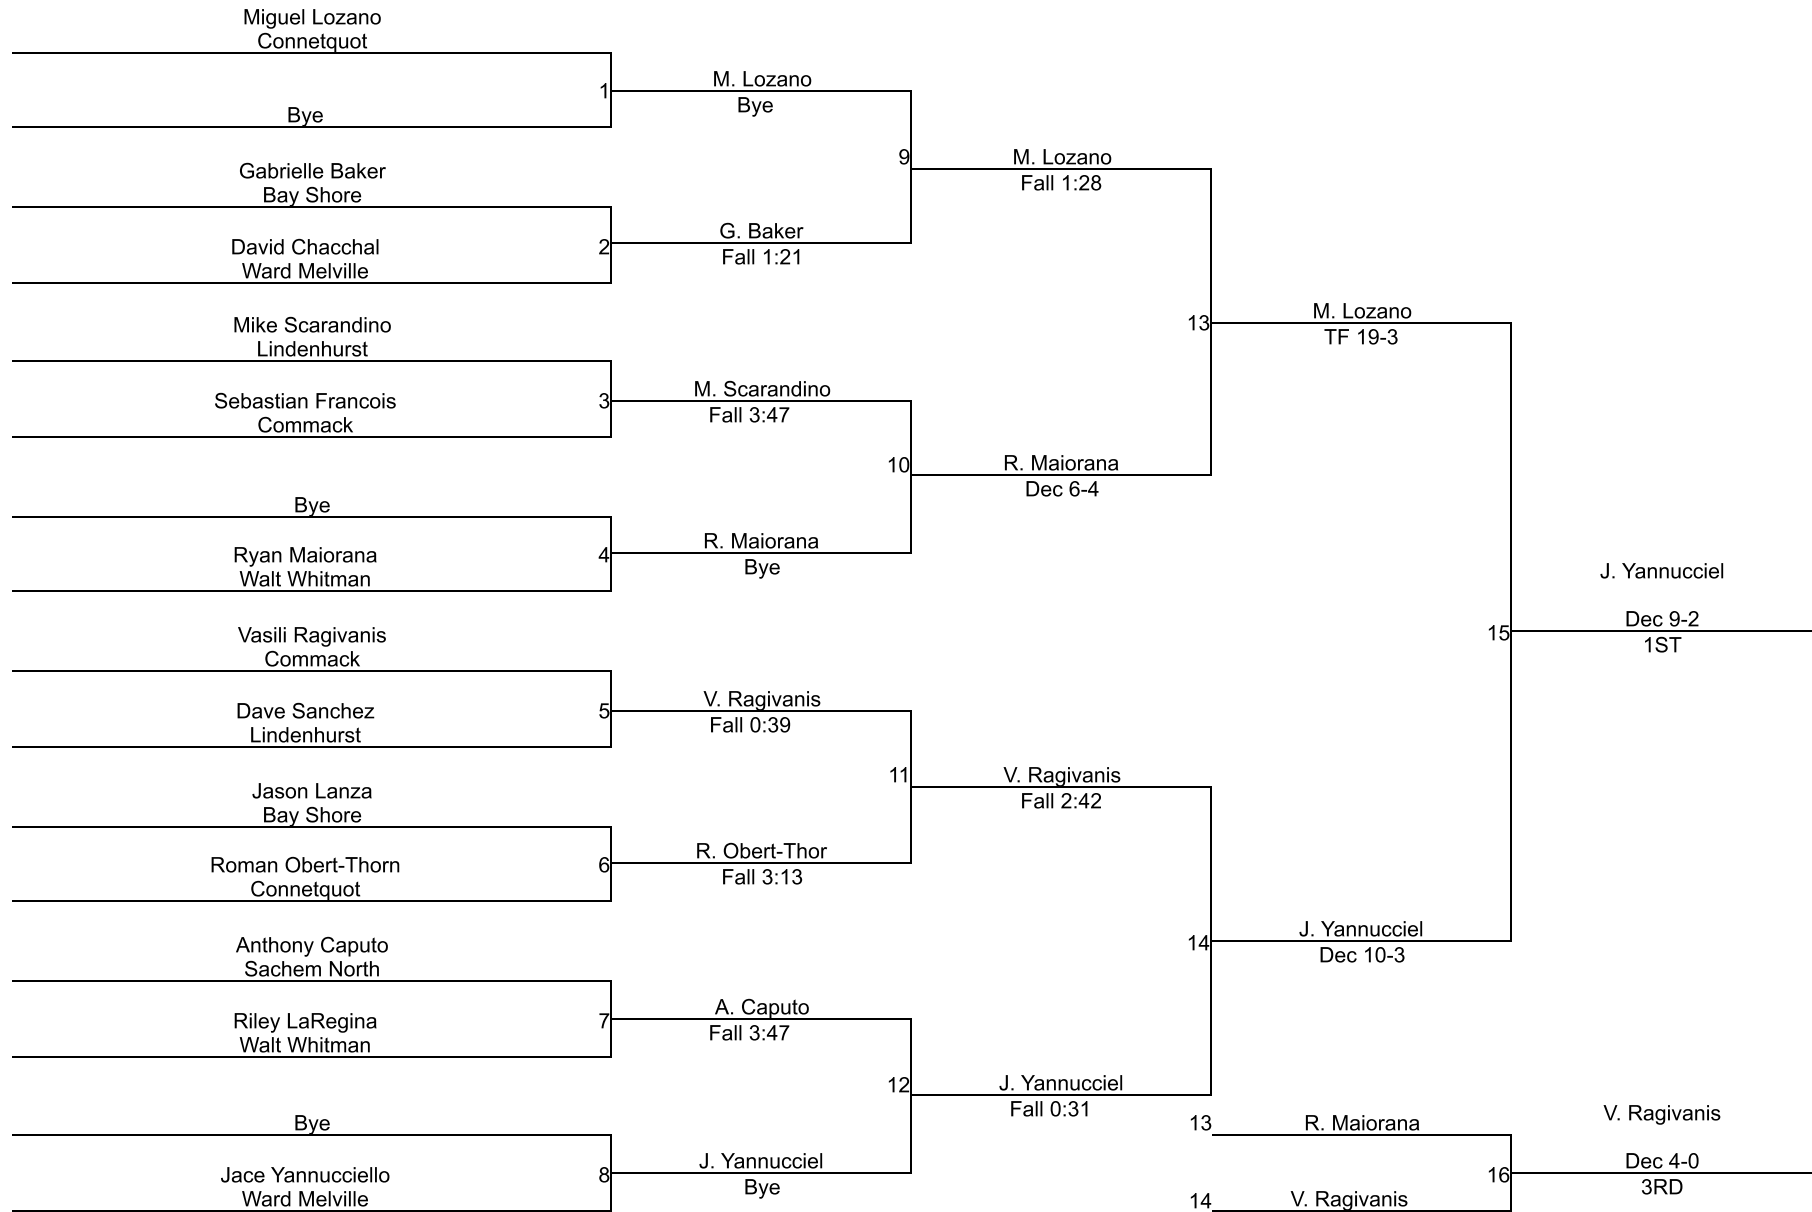 Miguel Lozano
Connetquot
1
Bye
M. Lozano
Bye
Gabrielle Baker
Bay Shore
2
David Chacchal
Ward Melville
G. Baker
Fall 1:21
9
M. Lozano
Fall 1:28
Mike Scarandino
Lindenhurst
3
Sebastian Francois
Commack
M. Scarandino
Fall 3:47
Bye
4
Ryan Maiorana
Walt Whitman
R. Maiorana
Bye
10
R. Maiorana
Dec 6-4
13
M. Lozano
TF 19-3
Vasili Ragivanis
Commack
5
Dave Sanchez
Lindenhurst
V. Ragivanis
Fall 0:39
Jason Lanza
Bay Shore
6
Roman Obert-Thorn
Connetquot
R. Obert-Thor
Fall 3:13
11
V. Ragivanis
Fall 2:42
Anthony Caputo
Sachem North
7
Riley LaRegina
Walt Whitman
A. Caputo
Fall 3:47
Bye
8
Jace Yannucciello
Ward Melville
J. Yannucciel
Bye
12
J. Yannucciel
Fall 0:31
14
J. Yannucciel
Dec 10-3
15
J. Yannucciel
Dec 9-2
1ST
13
R. Maiorana
14
V. Ragivanis
16
V. Ragivanis
Dec 4-0
3RD